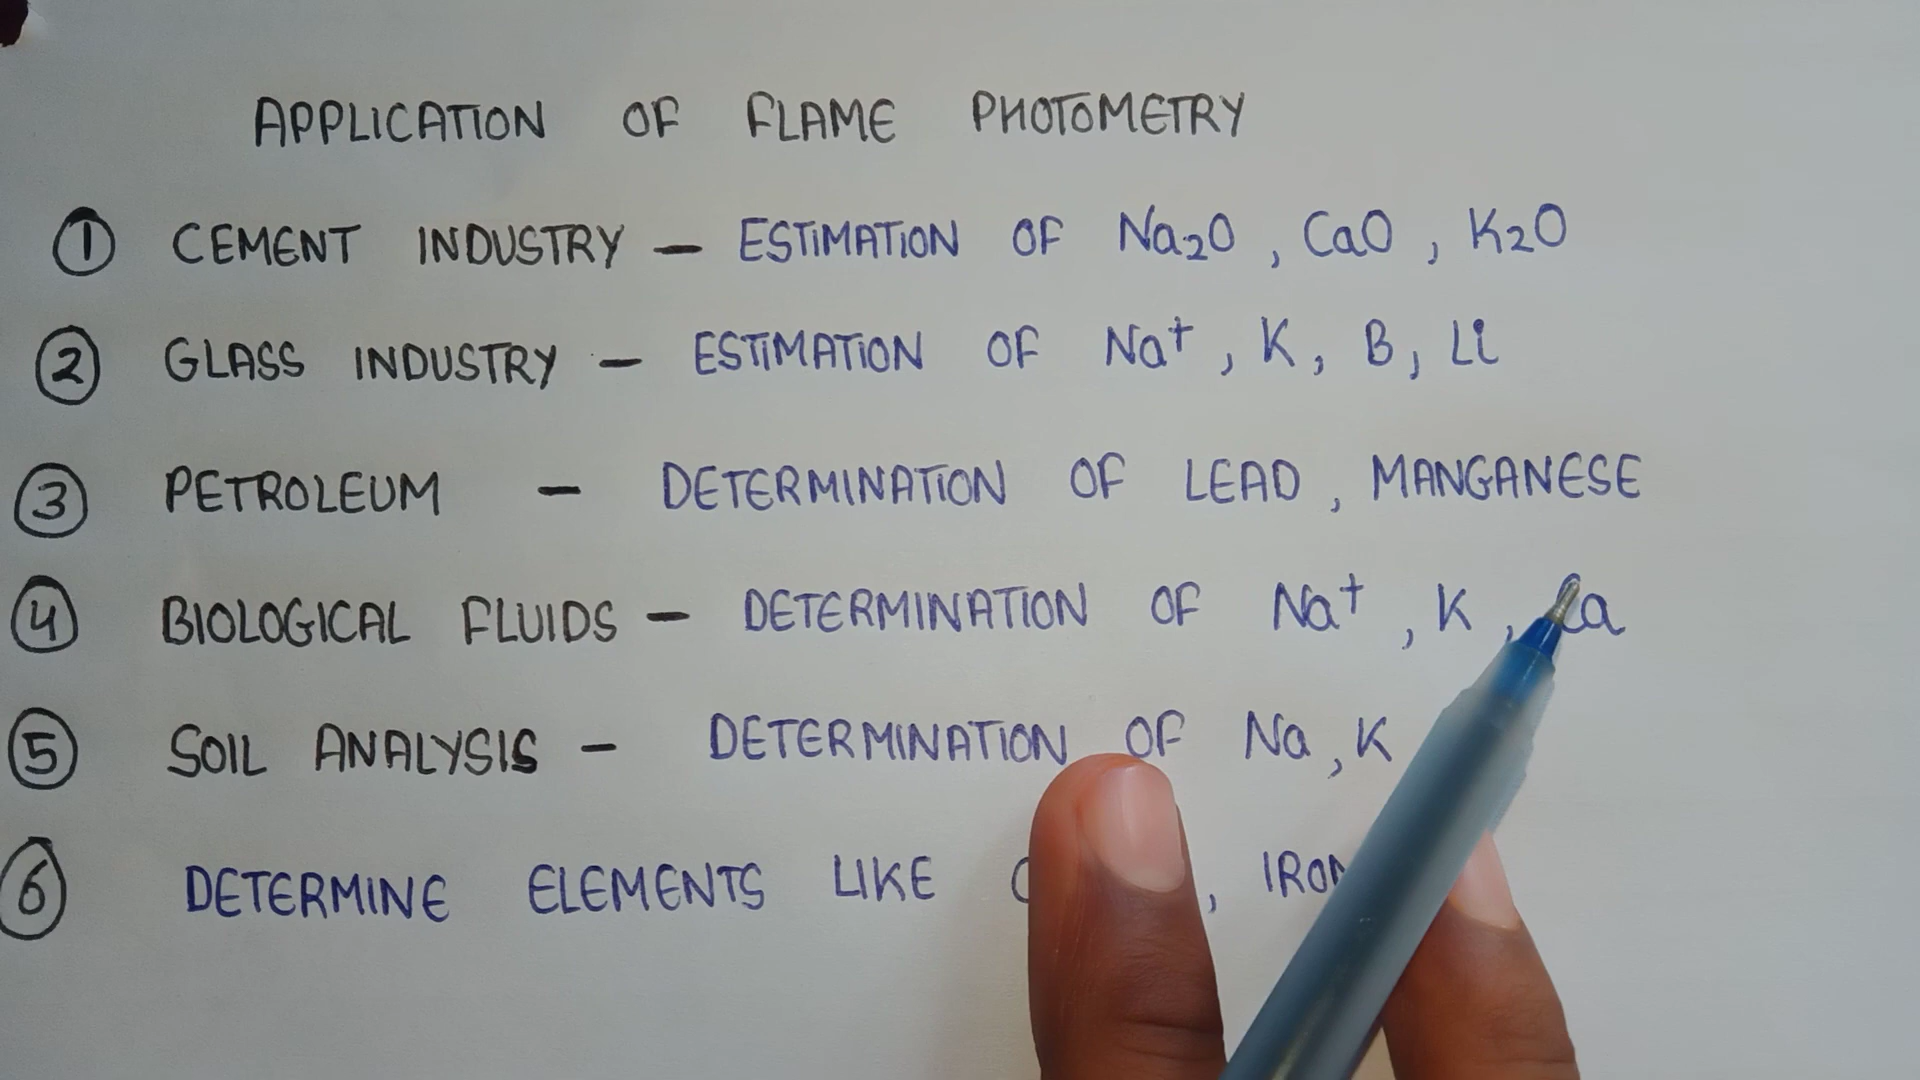 APPLICATION OF FLAME PHOTOMETRY
① CEMENT INDUSTRY — ESTIMATION OF Na₂O, CaO, K₂O
② GLASS INDUSTRY — ESTIMATION OF Na⁺, K, B, Li
③ PETROLEUM — DETERMINATION OF LEAD, MANGANESE
④ BIOLOGICAL FLUIDS — DETERMINATION OF Na⁺, K, Ca
⑤ SOIL ANALYSIS — DETERMINATION OF Na, K
⑥ DETERMINE ELEMENTS LIKE , IRON